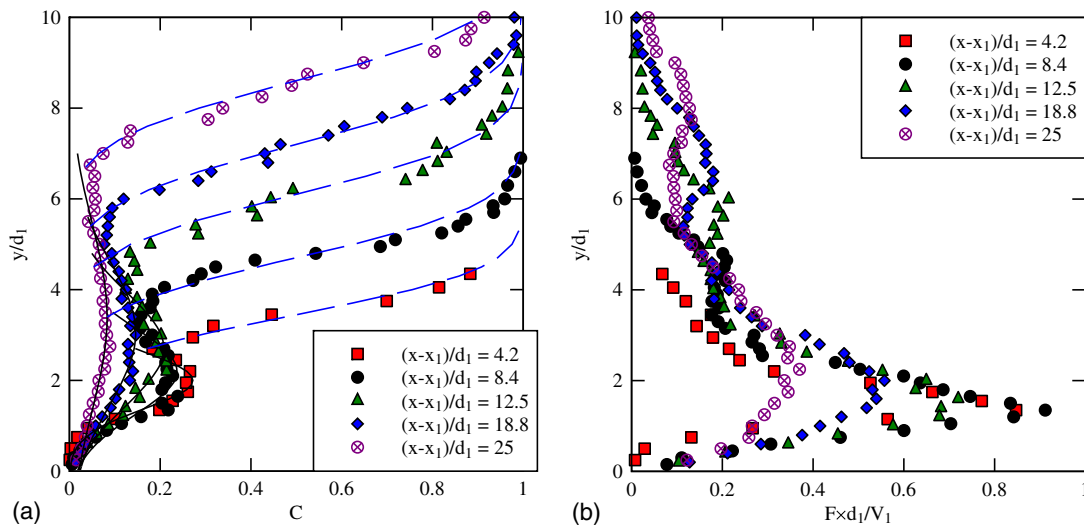 10
8
6
4
2
0
y/d1
0
0.2
0.4
0.6
0.8
1
C
(x-x1)/d1 = 4.2
(x-x1)/d1 = 8.4
(x-x1)/d1 = 12.5
(x-x1)/d1 = 18.8
(x-x1)/d1 = 25
(a)
10
8
6
4
2
0
y/d1
0
0.2
0.4
0.6
0.8
1
F×d1/V1
(x-x1)/d1 = 4.2
(x-x1)/d1 = 8.4
(x-x1)/d1 = 12.5
(x-x1)/d1 = 18.8
(x-x1)/d1 = 25
(b)